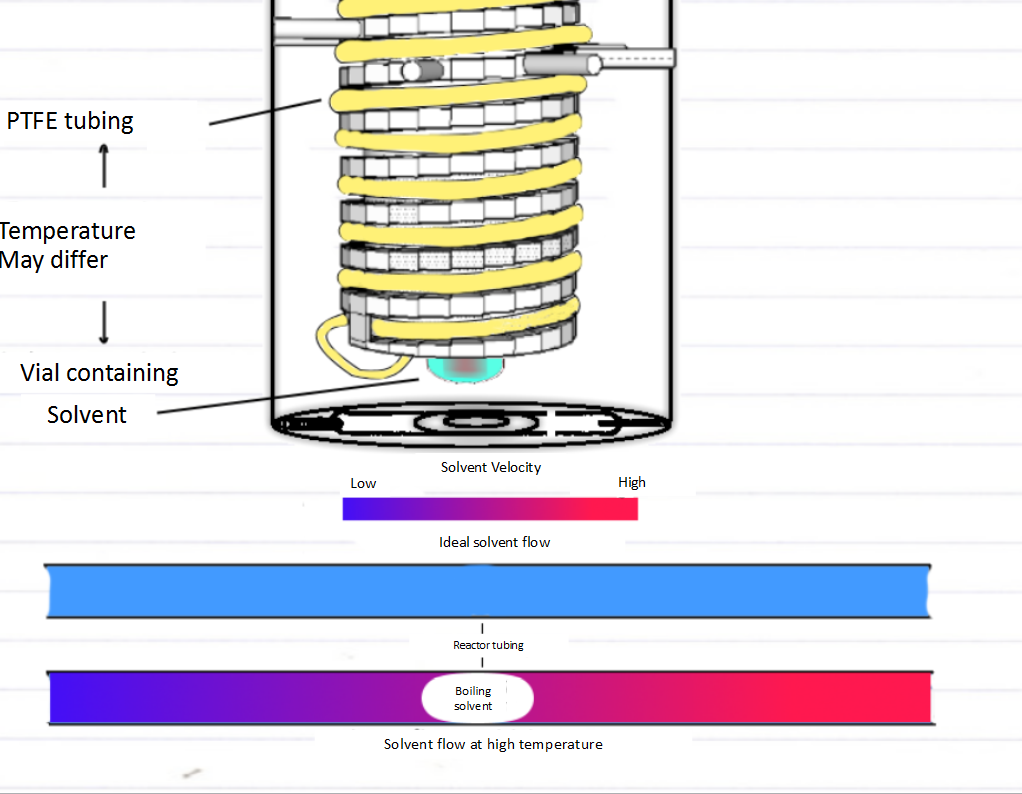 PTFE tubing
Temperature
May differ
Vial containing
Solvent
Solvent Velocity
Low
High
Ideal solvent flow
Reactor tubing
Boiling
solvent
Solvent flow at high temperature